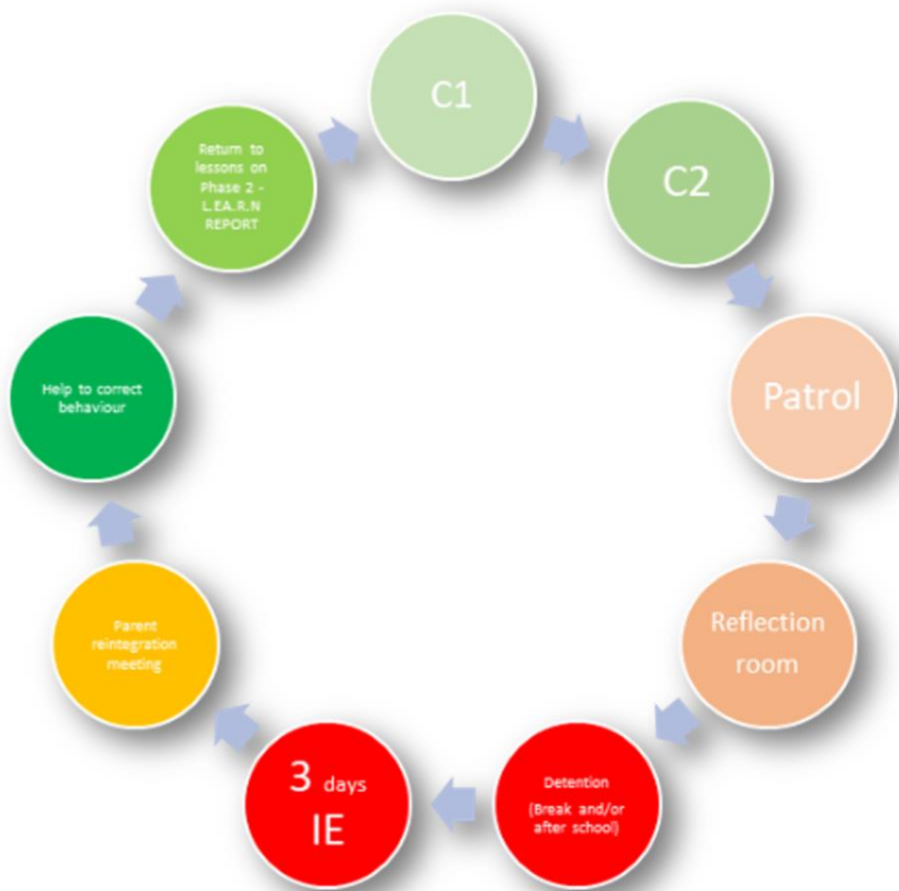 C1
C2
Patrol
Reflection
room
Detention
(Break and/or
after school)
3 days
IE
Parent
reintegration
meeting
Help to correct
behaviour
Return to
lessons on
Phase 2 -
L.EA.R.N
REPORT